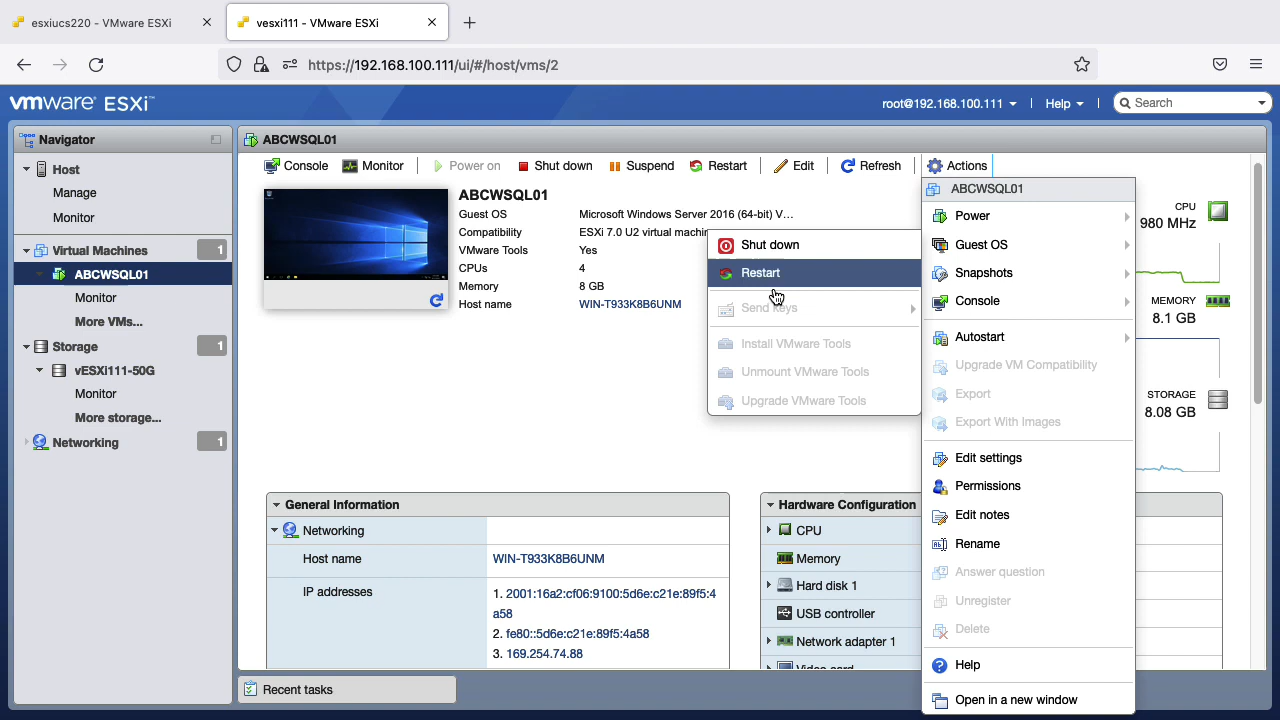 esxiucs220 - VMware ESXi
vesxi111 - VMware ESXi
https://192.168.100.111/ui/#/host/vms/2
vmware ESXi™
root@192.168.100.111
Help
Search
Navigator
Host
Manage
Monitor
Virtual Machines
1
ABCWSQL01
Monitor
More VMs...
Storage
1
vESXi111-50G
Monitor
More storage...
Networking
1
ABCWSQL01
Console
Monitor
Power on
Shut down
Suspend
Restart
Edit
Refresh
Actions
ABCWSQL01
Guest OS Microsoft Windows Server 2016 (64-bit) V...
Compatibility ESXi 7.0 U2 virtual machin
VMware Tools Yes
CPUs 4
Memory 8 GB
Host name WIN-T933K8B6UNM
CPU
980 MHz
MEMORY
8.1 GB
STORAGE
8.08 GB
Shut down
Restart
Send keys
Install VMware Tools
Unmount VMware Tools
Upgrade VMware Tools
ABCWSQL01
Power
Guest OS
Snapshots
Console
Autostart
Upgrade VM Compatibility
Export
Export With Images
Edit settings
Permissions
Edit notes
Rename
Answer question
Unregister
Delete
Help
Open in a new window
General Information
Networking
Host name WIN-T933K8B6UNM
IP addresses 1. 2001:16a2:cf06:9100:5d6e:c21e:89f5:4
a58
2. fe80::5d6e:c21e:89f5:4a58
3. 169.254.74.88
Hardware Configuration
CPU
Memory
Hard disk 1
USB controller
Network adapter 1
Video card
Recent tasks